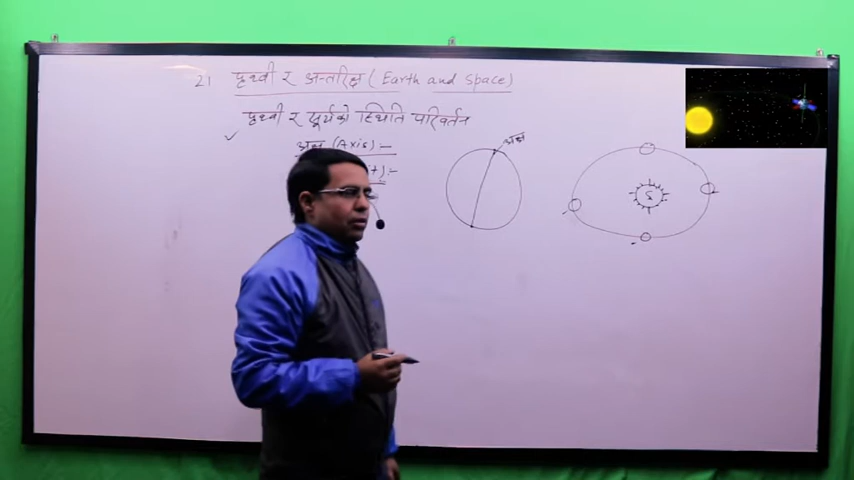 21 पृथ्वी र अन्तरिक्ष ( Earth and Space)
पृथ्वी र सूर्यको स्थिति परिवर्तन
अक्ष (Axis) :-
t) :-
अक्ष
S